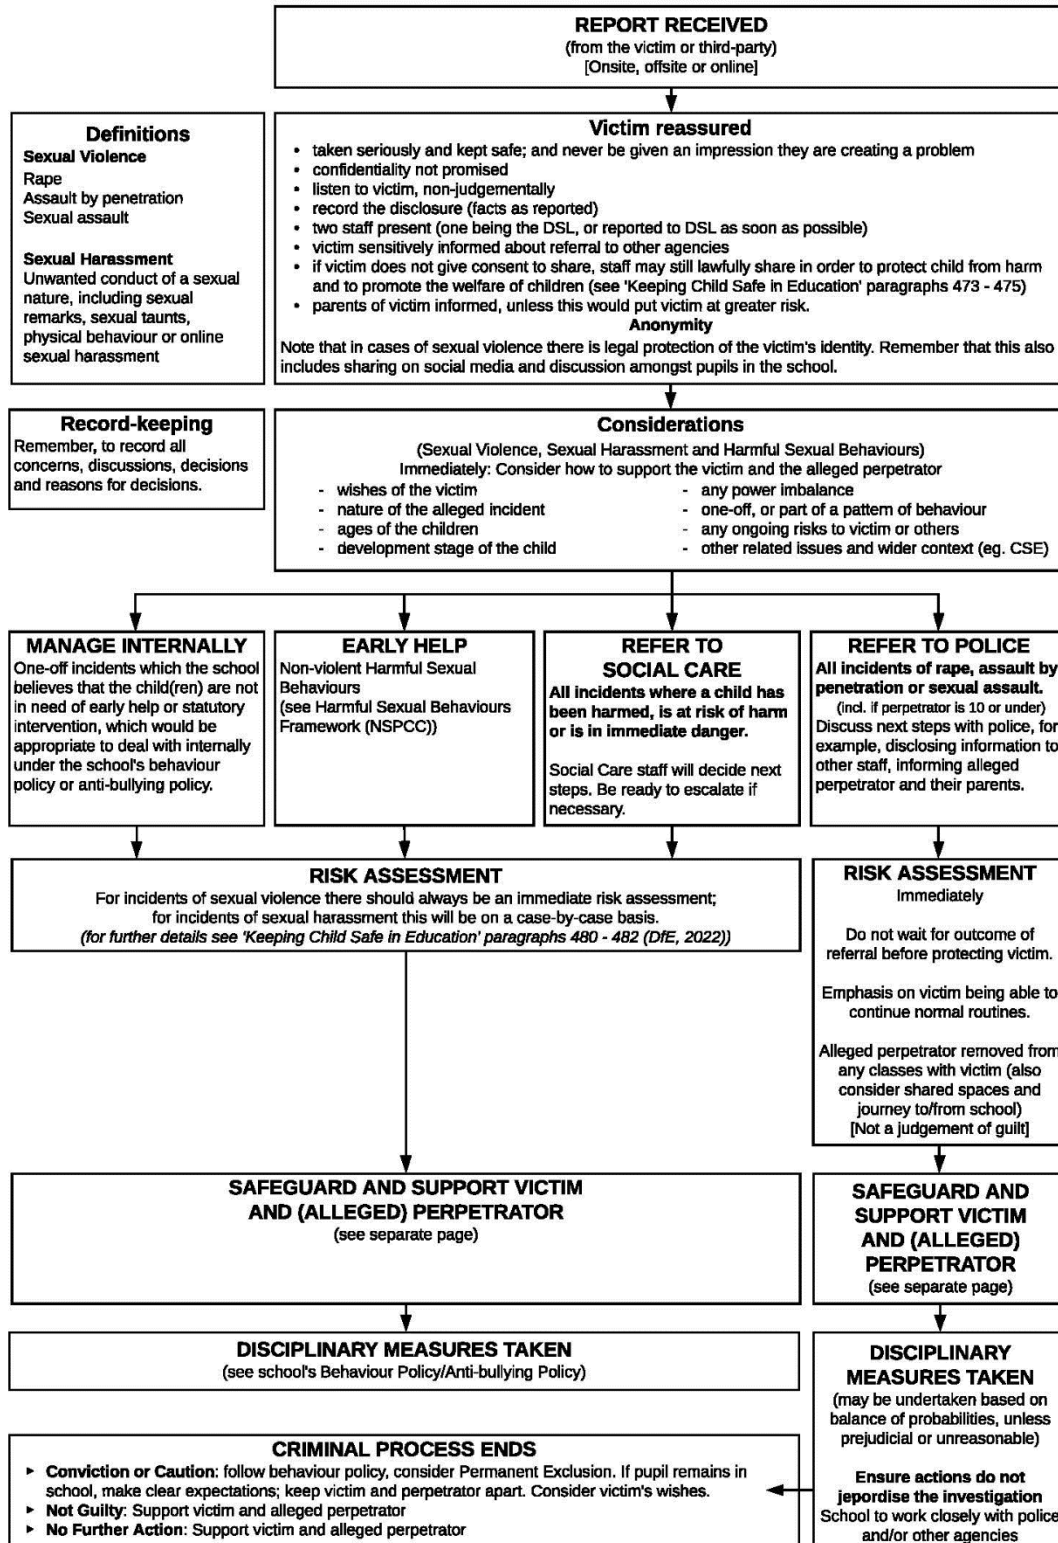 REPORT RECEIVED
(from the victim or third-party)
[Onsite, offsite or online]
Definitions
Sexual Violence
Rape
Assault by penetration
Sexual assault
Sexual Harassment
Unwanted conduct of a sexual
nature, including sexual
remarks, sexual taunts,
physical behaviour or online
sexual harassment
Victim reassured
• taken seriously and kept safe; and never be given an impression they are creating a problem
• confidentiality not promised
• listen to victim, non-judgementally
• record the disclosure (facts as reported)
• two staff present (one being the DSL, or reported to DSL as soon as possible)
• victim sensitively informed about referral to other agencies
• if victim does not give consent to share, staff may still lawfully share in order to protect child from harm
and to promote the welfare of children (see 'Keeping Child Safe in Education' paragraphs 473 - 475)
• parents of victim informed, unless this would put victim at greater risk.
Anonymity
Note that in cases of sexual violence there is legal protection of the victim's identity. Remember that this also
includes sharing on social media and discussion amongst pupils in the school.
Record-keeping
Remember, to record all
concerns, discussions, decisions
and reasons for decisions.
Considerations
(Sexual Violence, Sexual Harassment and Harmful Sexual Behaviours)
Immediately: Consider how to support the victim and the alleged perpetrator
- wishes of the victim
- nature of the alleged incident
- ages of the children
- development stage of the child
- any power imbalance
- one-off, or part of a pattern of behaviour
- any ongoing risks to victim or others
- other related issues and wider context (eg. CSE)
MANAGE INTERNALLY
One-off incidents which the school
believes that the child(ren) are not
in need of early help or statutory
intervention, which would be
appropriate to deal with internally
under the school's behaviour
policy or anti-bullying policy.
EARLY HELP
Non-violent Harmful Sexual
Behaviours
(see Harmful Sexual Behaviours
Framework (NSPCC))
REFER TO
SOCIAL CARE
All incidents where a child has
been harmed, is at risk of harm
or is in immediate danger.
Social Care staff will decide next
steps. Be ready to escalate if
necessary.
REFER TO POLICE
All incidents of rape, assault by
penetration or sexual assault.
(incl. if perpetrator is 10 or under)
Discuss next steps with police, for
example, disclosing information to
other staff, informing alleged
perpetrator and their parents.
RISK ASSESSMENT
For incidents of sexual violence there should always be an immediate risk assessment;
for incidents of sexual harassment this will be on a case-by-case basis.
(for further details see 'Keeping Child Safe in Education' paragraphs 480 - 482 (DfE, 2022))
RISK ASSESSMENT
Immediately
Do not wait for outcome of
referral before protecting victim.
Emphasis on victim being able to
continue normal routines.
Alleged perpetrator removed from
any classes with victim (also
consider shared spaces and
journey to/from school)
[Not a judgement of guilt]
SAFEGUARD AND SUPPORT VICTIM
AND (ALLEGED) PERPETRATOR
(see separate page)
SAFEGUARD AND
SUPPORT VICTIM
AND (ALLEGED)
PERPETRATOR
(see separate page)
DISCIPLINARY MEASURES TAKEN
(see school's Behaviour Policy/Anti-bullying Policy)
DISCIPLINARY
MEASURES TAKEN
(may be undertaken based on
balance of probabilities, unless
prejudicial or unreasonable)
Ensure actions do not
jepordise the investigation
School to work closely with police
and/or other agencies
CRIMINAL PROCESS ENDS
► Conviction or Caution: follow behaviour policy, consider Permanent Exclusion. If pupil remains in
school, make clear expectations; keep victim and perpetrator apart. Consider victim's wishes.
► Not Guilty: Support victim and alleged perpetrator
► No Further Action: Support victim and alleged perpetrator